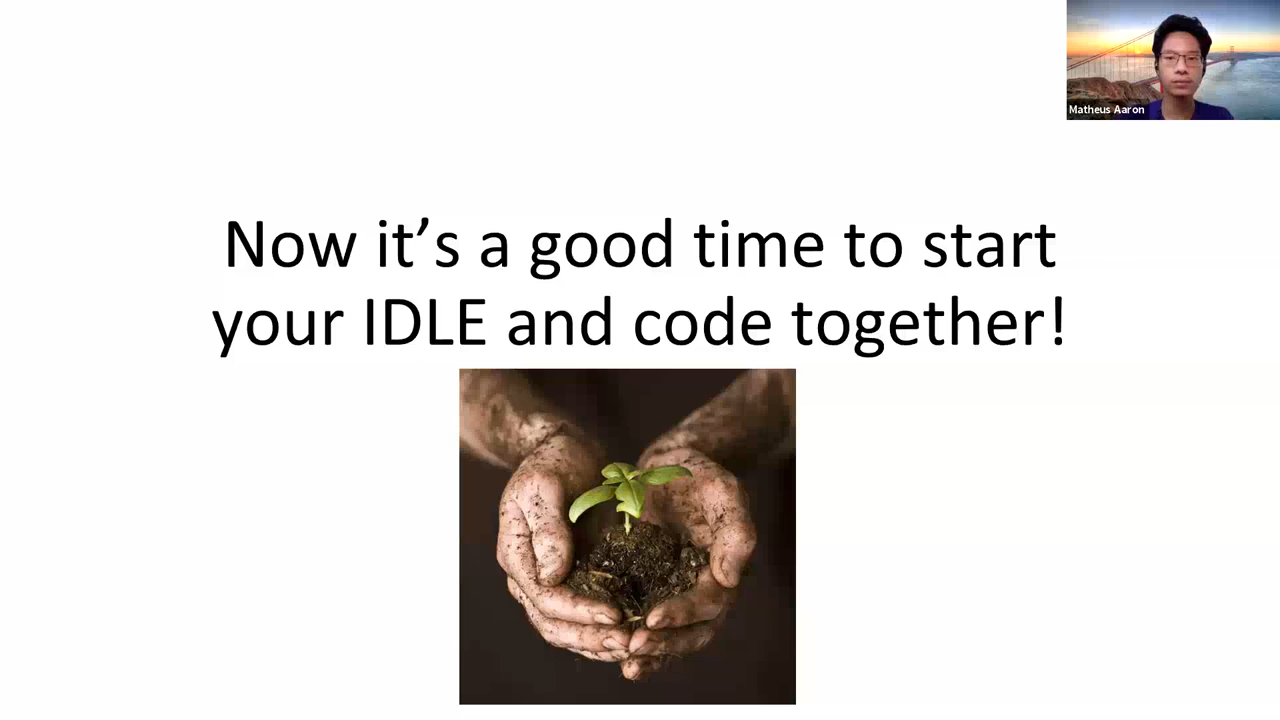 Matheus Aaron
Now it’s a good time to start
your IDLE and code together!